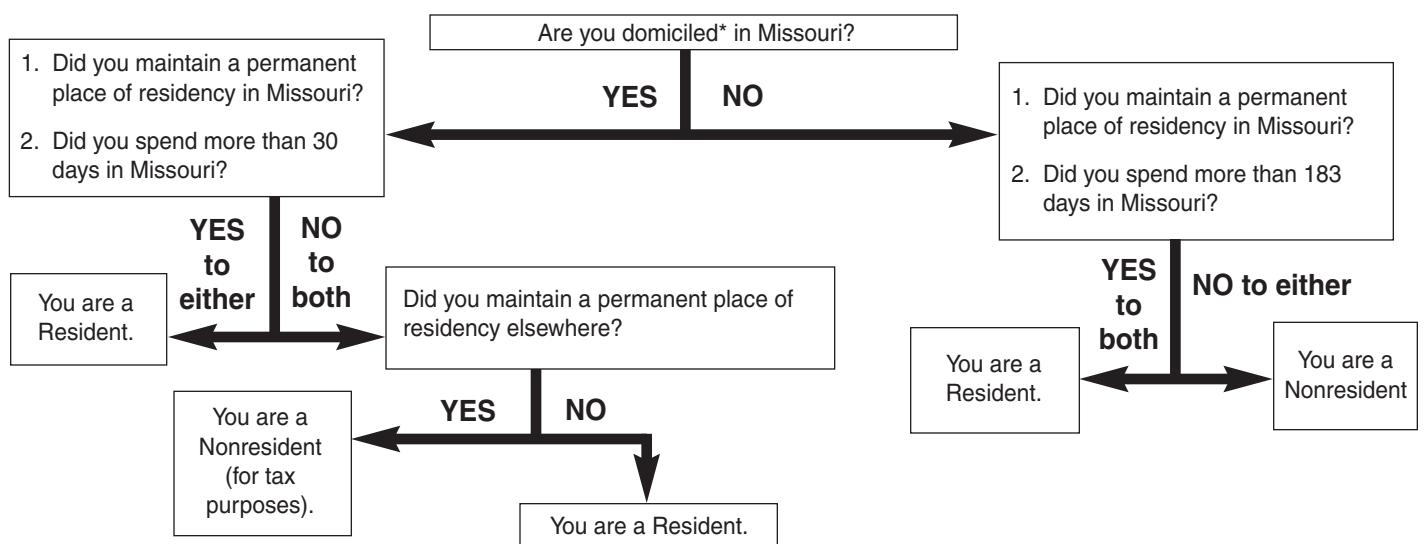 Are you domiciled* in Missouri?
YES
NO
1. Did you maintain a permanent
place of residency in Missouri?
2. Did you spend more than 30
days in Missouri?
1. Did you maintain a permanent
place of residency in Missouri?
2. Did you spend more than 183
days in Missouri?
YES
to
either
NO
to
both
You are a
Resident.
Did you maintain a permanent place of
residency elsewhere?
YES
to
both
NO to either
You are a
Resident.
You are a
Nonresident
YES
NO
You are a
Nonresident
(for tax
purposes).
You are a Resident.